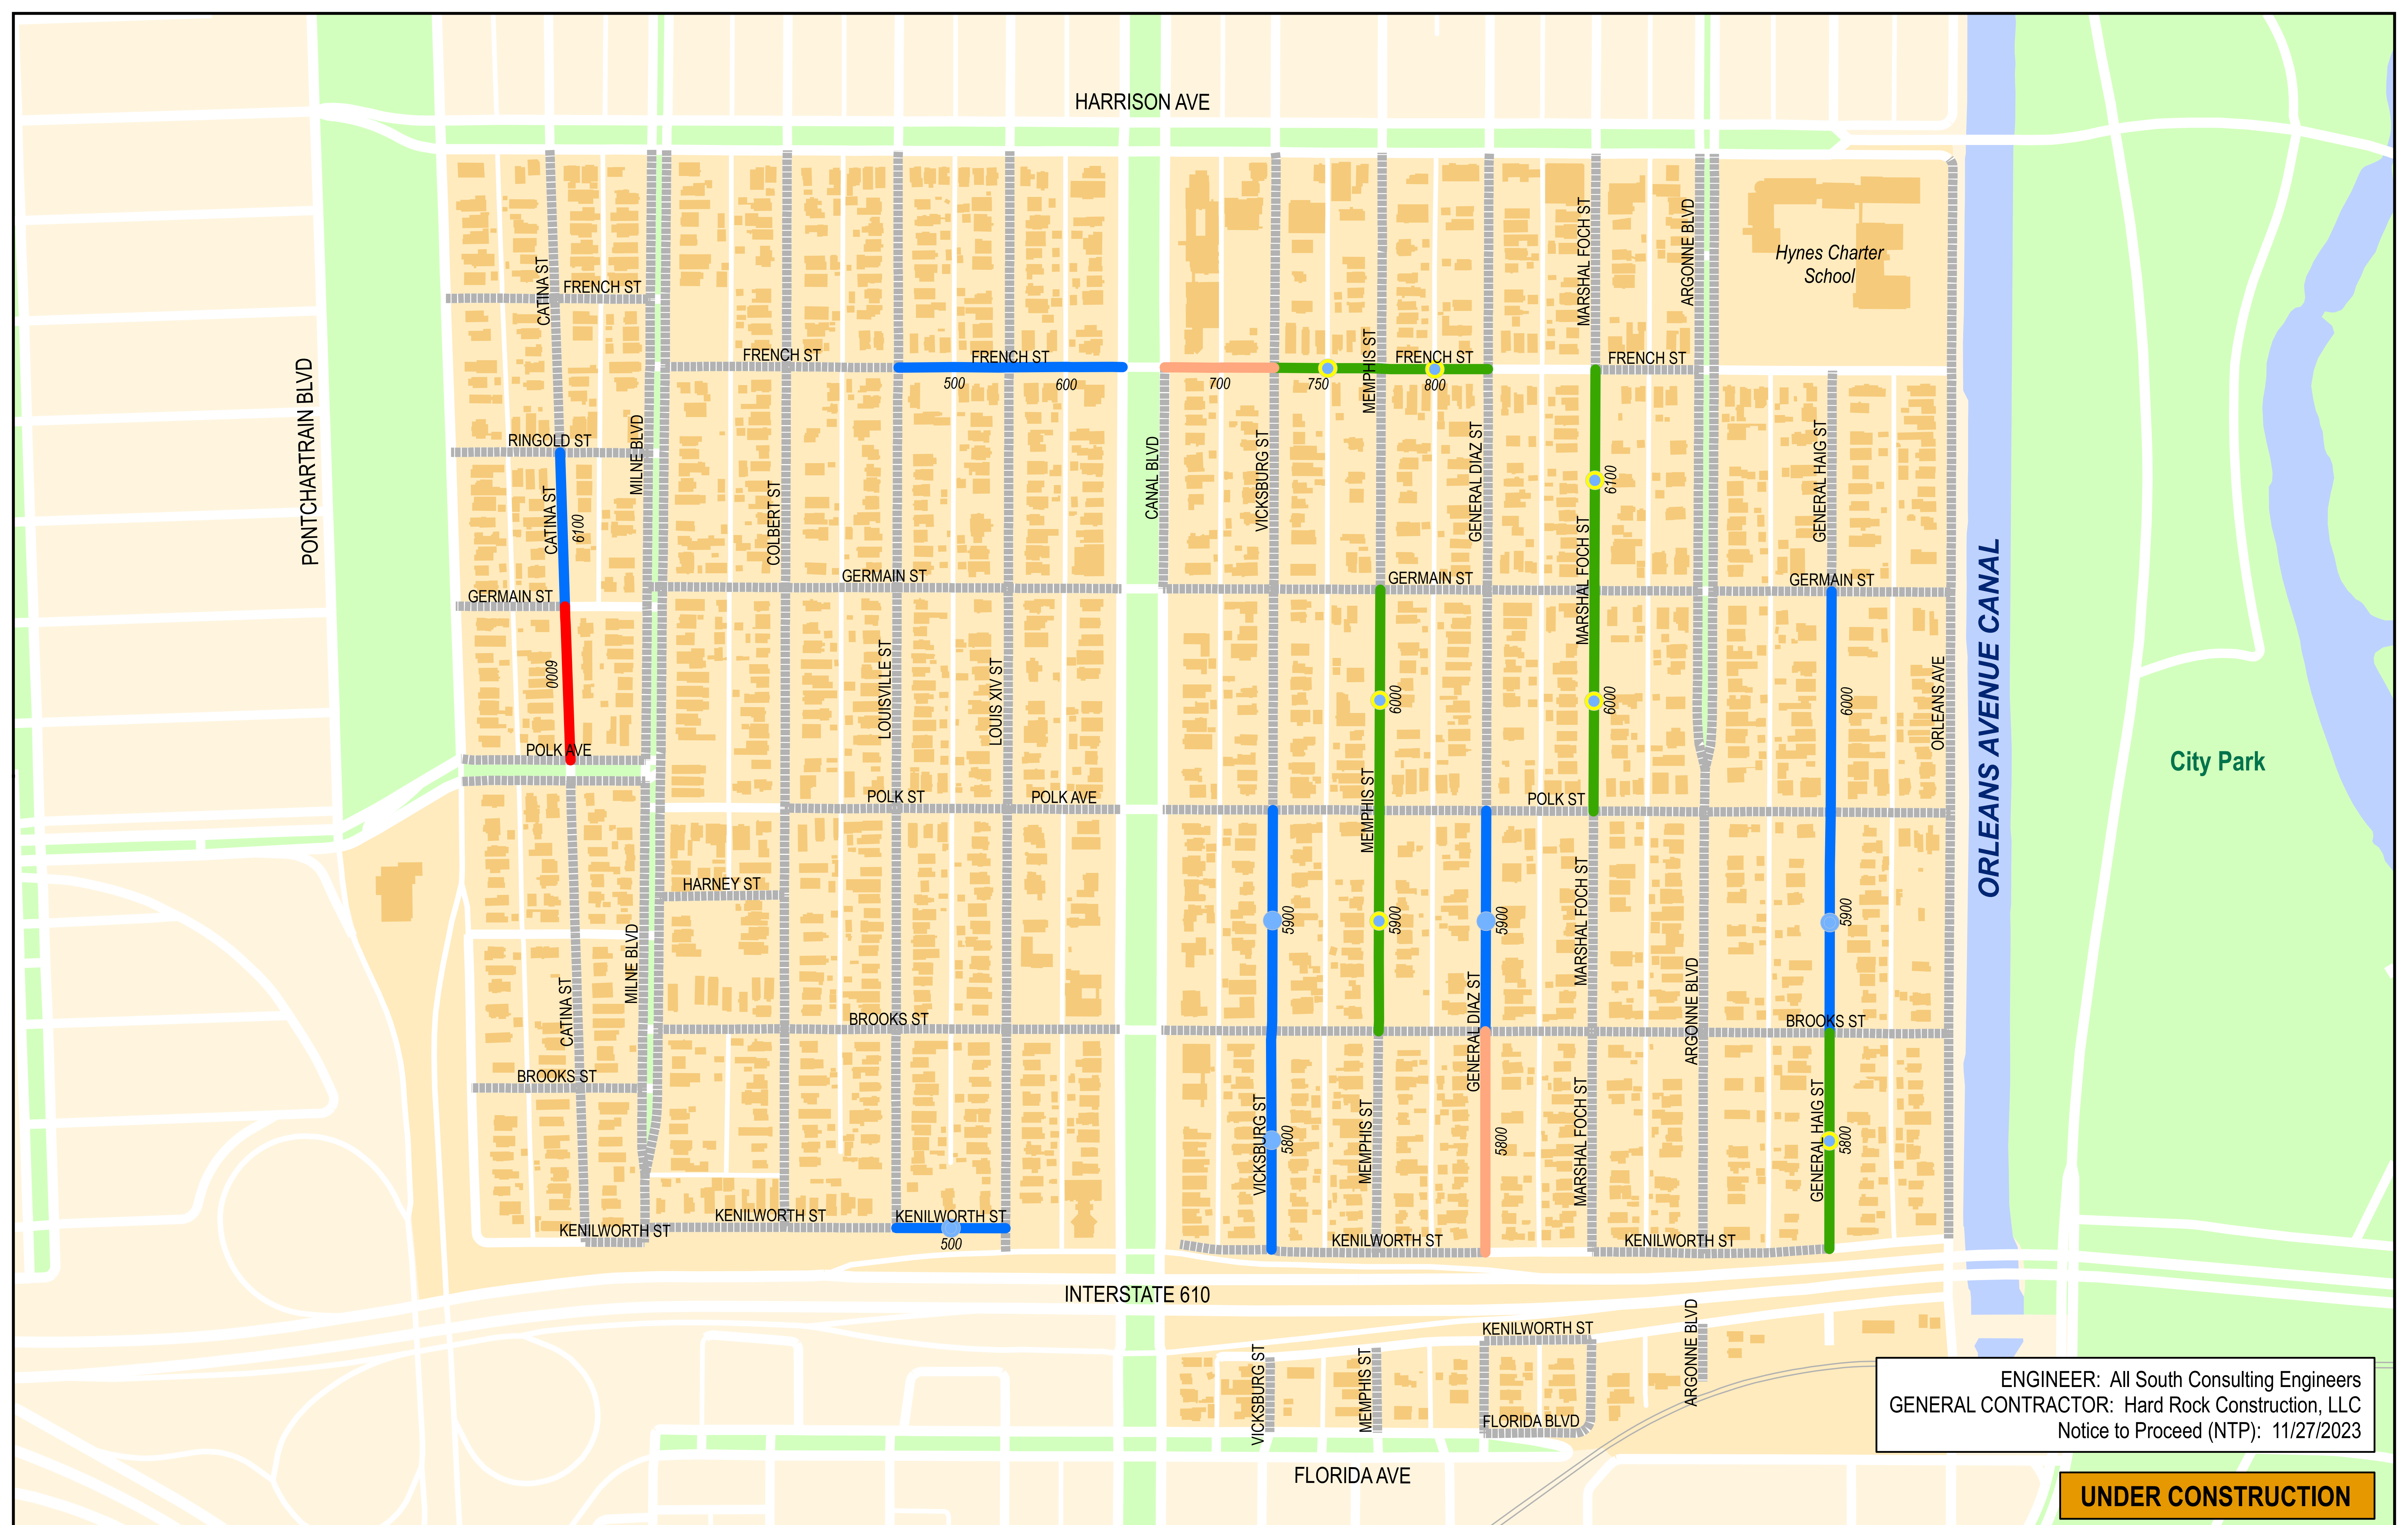 HARRISON AVE
MARSHAL FOCH ST
ARGONNE BLVD
Hynes Charter
School
CATINA ST
FRENCH ST
FRENCH ST
FRENCH ST
500
600
700
750
MEMPHIS ST
FRENCH ST
800
FRENCH ST
PONTCHARTRAIN BLVD
RINGOLD ST
MILNE BLVD
CATINA ST
6100
COLBERT ST
CANAL BLVD
VICKSBURG ST
GENERAL DIAZ ST
6100
MARSHAL FOCH ST
GENERAL HAIG ST
GERMAIN ST
GERMAIN ST
GERMAIN ST
GERMAIN ST
6000
LOUISVILLE ST
LOUIS XIV ST
6000
6000
6000
ORLEANS AVE
ORLEANS AVENUE CANAL
City Park
POLK AVE
POLK ST
POLK AVE
MEMPHIS ST
POLK ST
HARNEY ST
5900
5900
5900
MARSHAL FOCH ST
5900
MILNE BLVD
CATINA ST
BROOKS ST
GENERAL DIAZ ST
ARGONNE BLVD
BROOKS ST
BROOKS ST
VICKSBURG ST
5800
MEMPHIS ST
5800
MARSHAL FOCH ST
GENERAL HAIG ST
5800
KENILWORTH ST
KENILWORTH ST
KENILWORTH ST
500
KENILWORTH ST
KENILWORTH ST
INTERSTATE 610
VICKSBURG ST
MEMPHIS ST
KENILWORTH ST
ARGONNE BLVD
FLORIDA BLVD
FLORIDA AVE
ENGINEER: All South Consulting Engineers
GENERAL CONTRACTOR: Hard Rock Construction, LLC
Notice to Proceed (NTP): 11/27/2023
UNDER CONSTRUCTION